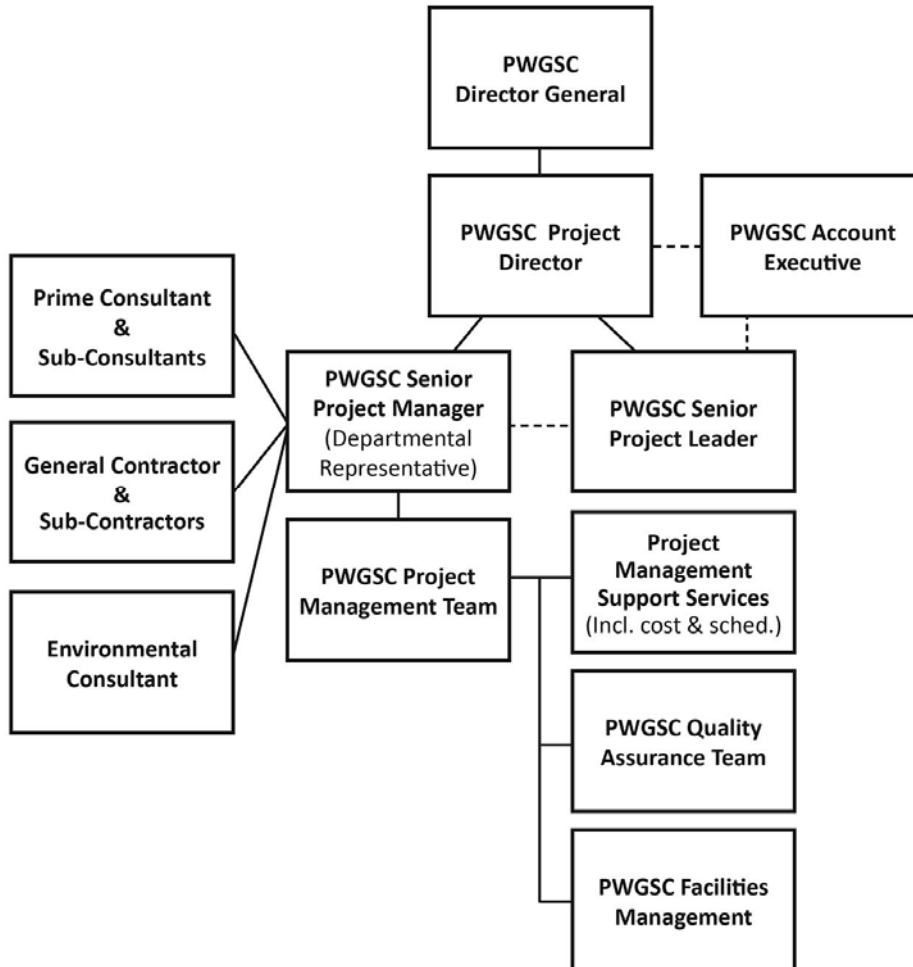 PWGSC
Director General
PWGSC Project
Director
PWGSC Account
Executive
Prime Consultant
&
Sub-Consultants
PWGSC Senior
Project Manager
(Departmental
Representative)
PWGSC Senior
Project Leader
General Contractor
&
Sub-Contractors
PWGSC Project
Management Team
Project
Management
Support Services
(Incl. cost & sched.)
Environmental
Consultant
PWGSC Quality
Assurance Team
PWGSC Facilities
Management